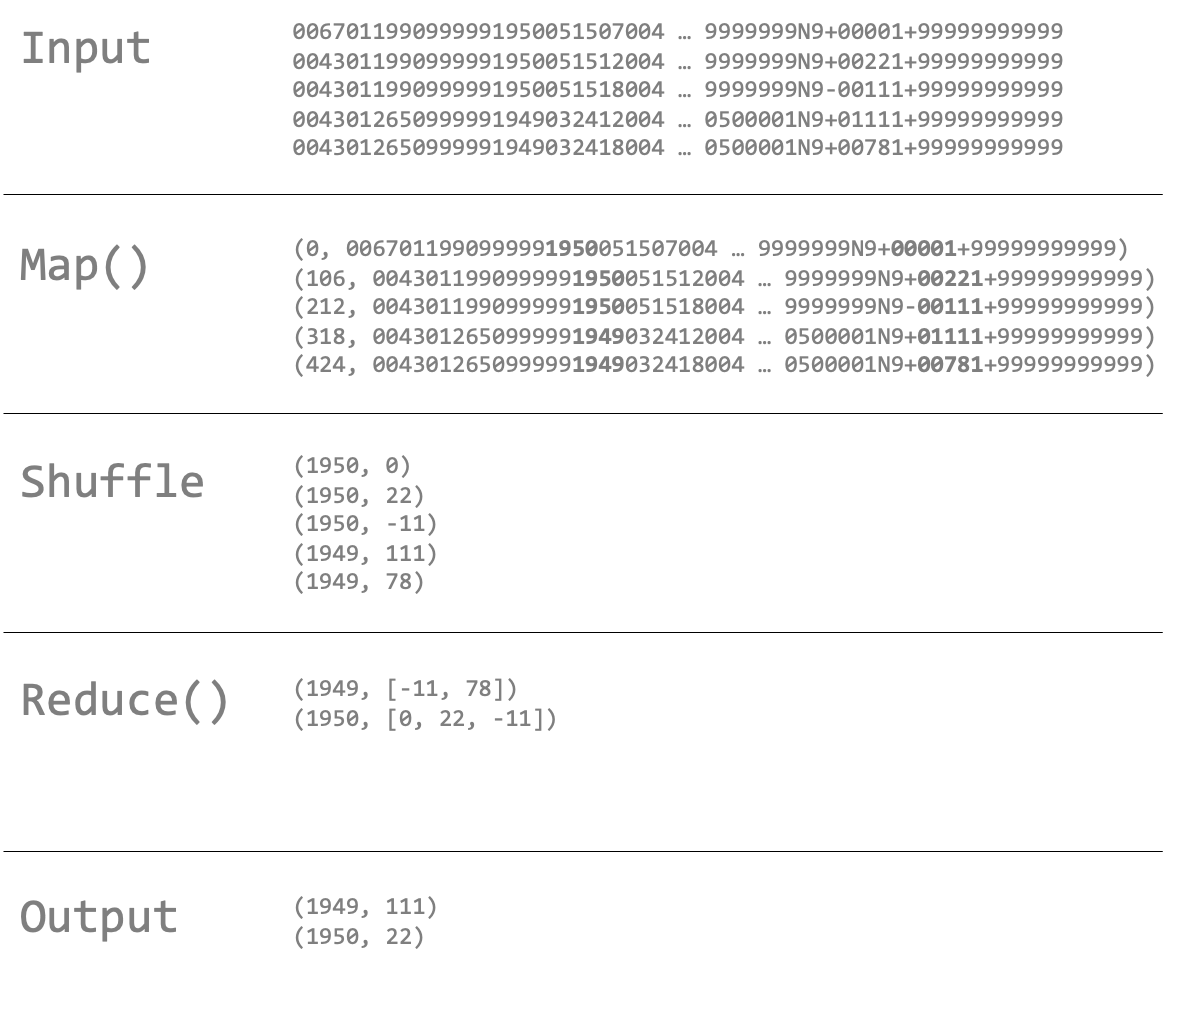 Input
0067011990999991950051507004 … 9999999N9+00001+99999999999
0043011990999991950051512004 … 9999999N9+00221+99999999999
0043011990999991950051518004 … 9999999N9-00111+99999999999
0043012650999991949032412004 … 0500001N9+01111+99999999999
0043012650999991949032418004 … 0500001N9+00781+99999999999
Map()
(0, 0067011990999991950051507004 … 9999999N9+00001+99999999999)
(106, 0043011990999991950051512004 … 9999999N9+00221+99999999999)
(212, 0043011990999991950051518004 … 9999999N9-00111+99999999999)
(318, 0043012650999991949032412004 … 0500001N9+01111+99999999999)
(424, 0043012650999991949032418004 … 0500001N9+00781+99999999999)
Shuffle
(1950, 0)
(1950, 22)
(1950, -11)
(1949, 111)
(1949, 78)
Reduce()
(1949, [-11, 78])
(1950, [0, 22, -11])
Output
(1949, 111)
(1950, 22)